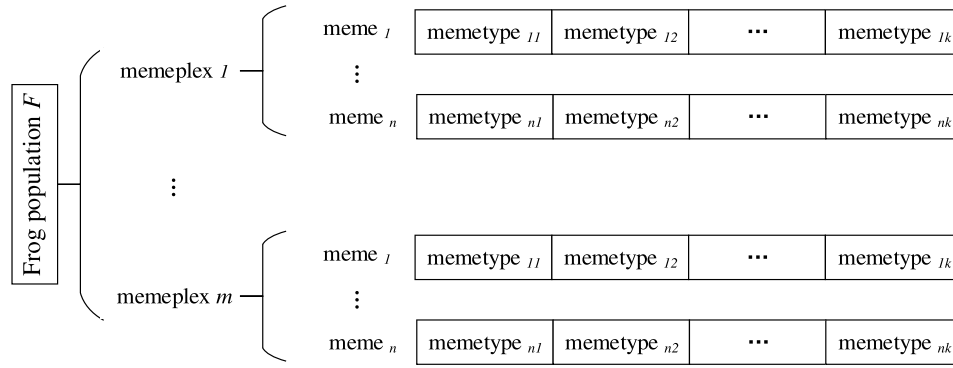 Frog population F
memeplex 1
meme 1 memetype 11 memetype 12 ... memetype 1k
⋮
meme n memetype n1 memetype n2 ... memetype nk
⋮
memeplex m
meme 1 memetype 11 memetype 12 ... memetype 1k
⋮
meme n memetype n1 memetype n2 ... memetype nk